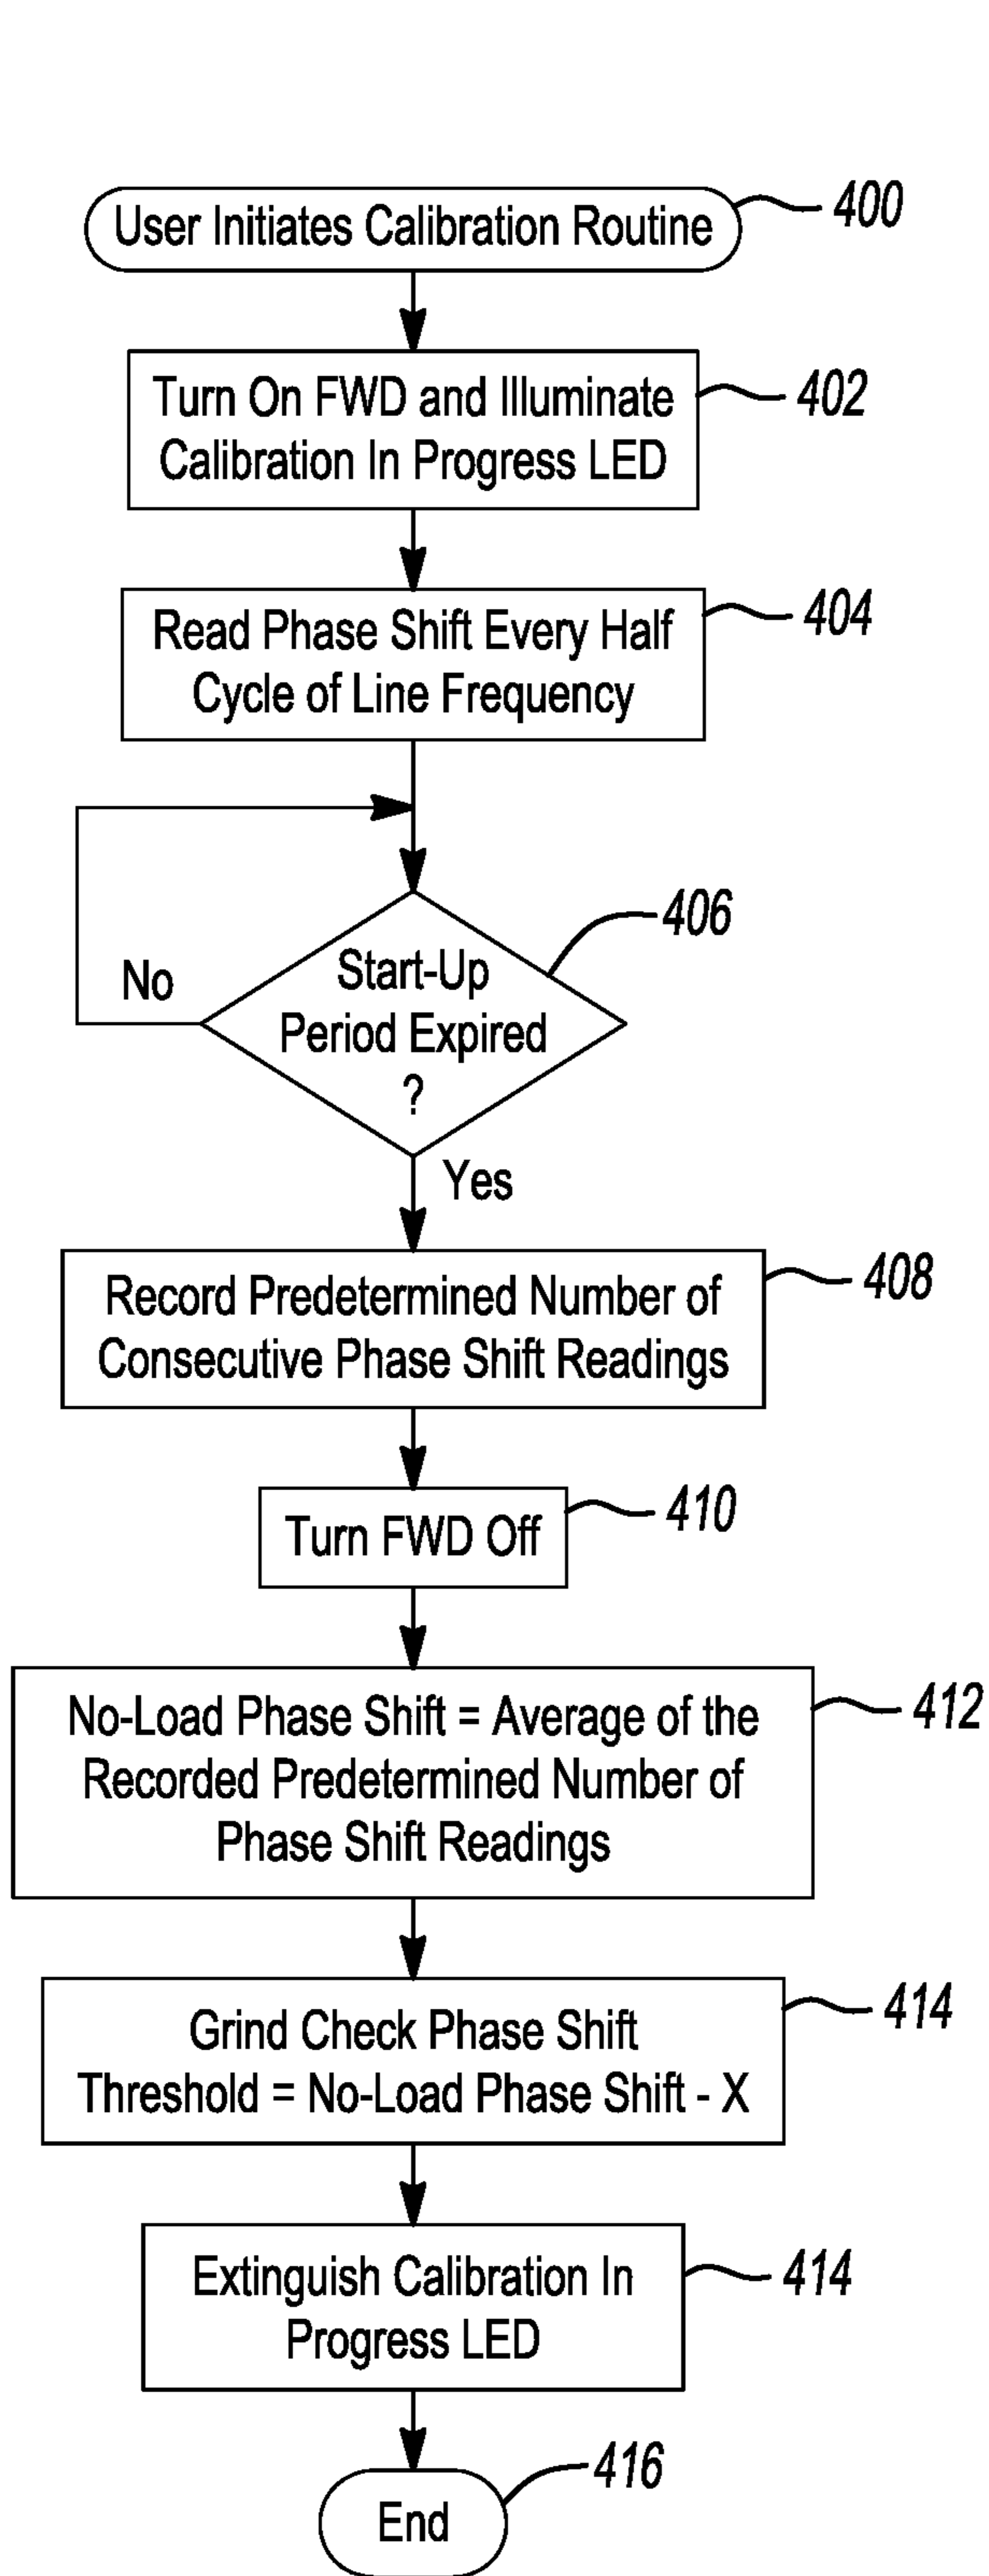 User Initiates Calibration Routine
400
Turn On FWD and Illuminate
Calibration In Progress LED
402
Read Phase Shift Every Half
Cycle of Line Frequency
404
Start-Up
Period Expired
?
406
No
Yes
Record Predetermined Number of
Consecutive Phase Shift Readings
408
Turn FWD Off
410
No-Load Phase Shift = Average of the
Recorded Predetermined Number of
Phase Shift Readings
412
Grind Check Phase Shift
Threshold = No-Load Phase Shift - X
414
Extinguish Calibration In
Progress LED
414
End
416